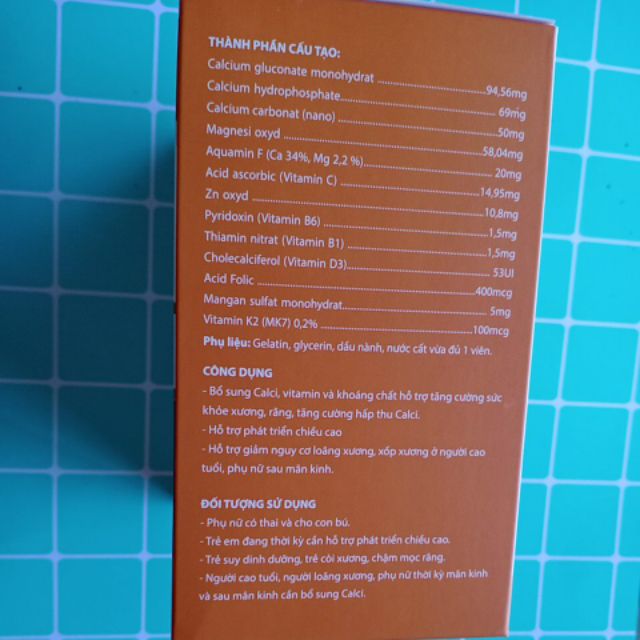 THÀNH PHẦN CẤU TẠO:
Calcium gluconate monohydrat ..............................94,56mg
Calcium hydrophosphate............................................ 69mg
Calcium carbonat (nano) ............................................50mg
Magnesi oxyd ........................................................58,04mg
Aquamin F (Ca 34%, Mg 2,2 %)..................................... 20mg
Acid ascorbic (Vitamin C) .......................................14,95mg
Zn oxyd ................................................................10,8mg
Pyridoxin (Vitamin B6) .............................................1,5mg
Thiamin nitrat (Vitamin B1) .......................................1,5mg
Cholecalciferol (Vitamin D3)....................................... 53UI
Acid Folic ..............................................................400mcg
Mangan sulfat monohydrat......................................... 5mg
Vitamin K2 (MK7) 0,2% ............................................100mcg
Phụ liệu: Gelatin, glycerin, dầu nành, nước cất vừa đủ 1 viên.
CÔNG DỤNG
- Bổ sung Calci, vitamin và khoáng chất hỗ trợ tăng cường sức
khỏe xương, răng, tăng cường hấp thu Calci.
- Hỗ trợ phát triển chiều cao
- Hỗ trợ giảm nguy cơ loãng xương, xốp xương ở người cao
tuổi, phụ nữ sau mãn kinh.
ĐỐI TƯỢNG SỬ DỤNG
- Phụ nữ có thai và cho con bú.
- Trẻ em đang thời kỳ cần hỗ trợ phát triển chiều cao.
- Trẻ suy dinh dưỡng, trẻ còi xương, chậm mọc răng.
- Người cao tuổi, người loãng xương, phụ nữ thời kỳ mãn kinh
và sau mãn kinh cần bổ sung Calci.